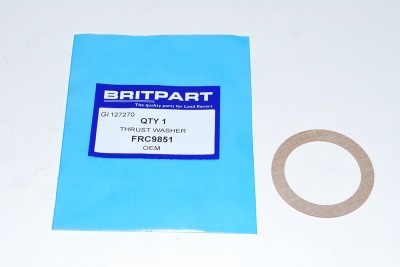 BRITPART
The quality parts for Land Rovers
GI 127270
QTY 1
THRUST WASHER
FRC9851
OEM